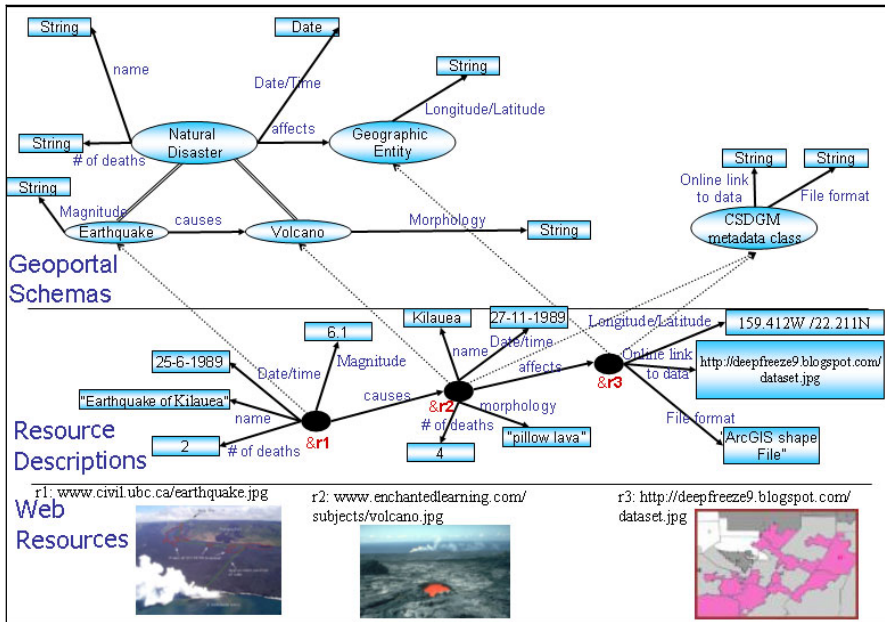 String
Date
name
String
Date/Time
Longitude/Latitude
Natural
Disaster
affects
Geographic
Entity
String
# of deaths
String
String
String
Online link
to data
File format
Magnitude
causes
Morphology
CSDGM
metadata class
Earthquake
Volcano
String
Geoportal
Schemas
Kilauea
27-11-1989
Longitude/Latitude
159.412W /22.211N
6.1
25-6-1989
Magnitude
name
Date/time
Date/time
affects
Online link
to data
http://deepfreeze9.blogspot.com/
dataset.jpg
"Earthquake of Kilauea"
causes
&r2
&r3
morphology
name
# of deaths
File format
Resource
Descriptions
2
# of deaths
&r1
4
"pillow lava"
"ArcGIS shape
File"
r1: www.civil.ubc.ca/earthquake.jpg
r2: www.enchantedlearning.com/
subjects/volcano.jpg
r3: http://deepfreeze9.blogspot.com/
dataset.jpg
Web
Resources